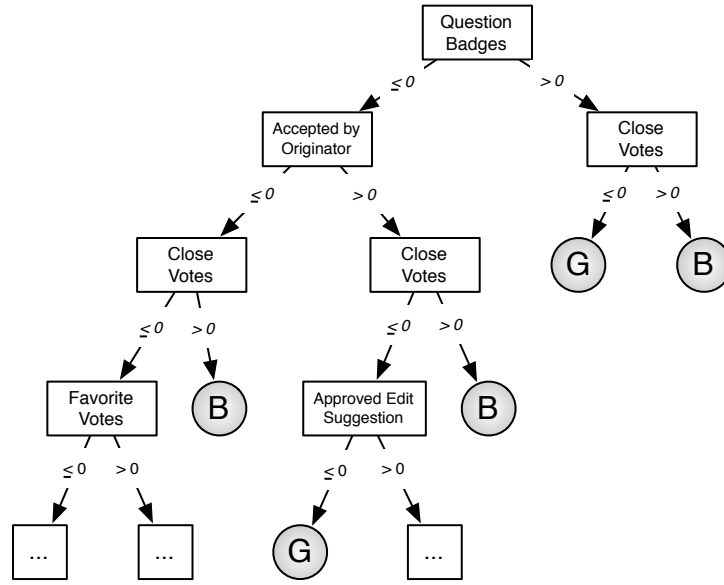 Question
Badges
≤ 0
> 0
Accepted by
Originator
Close
Votes
≤ 0
> 0
≤ 0
> 0
Close
Votes
Close
Votes
G
B
≤ 0
> 0
≤ 0
> 0
Favorite
Votes
B
Approved Edit
Suggestion
B
≤ 0
> 0
≤ 0
> 0
...
...
G
...